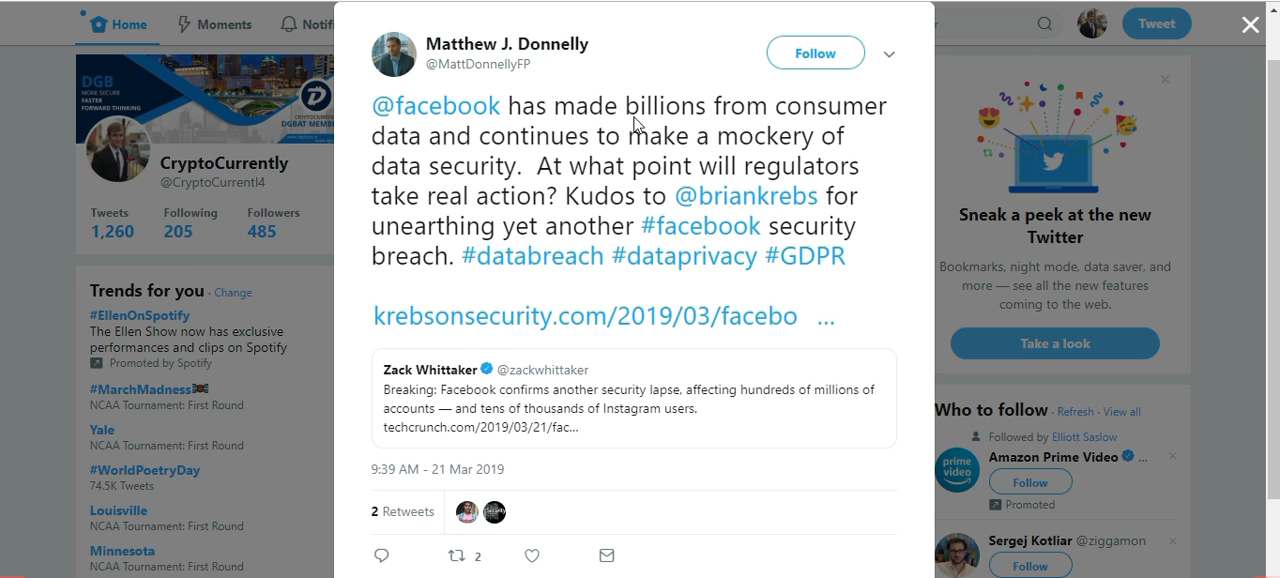 Home
Moments
Notifi
Tweet
Matthew J. Donnelly
@MattDonnellyFP
Follow
@facebook has made billions from consumer
data and continues to make a mockery of
data security.  At what point will regulators
take real action? Kudos to @briankrebs for
unearthing yet another #facebook security
breach. #databreach #dataprivacy #GDPR
krebsonsecurity.com/2019/03/facebo ...
Zack Whittaker @zackwhittaker
Breaking: Facebook confirms another security lapse, affecting hundreds of millions of
accounts — and tens of thousands of Instagram users.
techcrunch.com/2019/03/21/fac...
9:39 AM - 21 Mar 2019
2 Retweets
2
DGB
MORE SECURE
FASTER
FORWARD THINKING
DGBAT MEMB
CryptoCurrently
@CryptoCurrentl4
Tweets Following Followers
1,260 205 485
Trends for you · Change
#EllenOnSpotify
The Ellen Show now has exclusive
performances and clips on Spotify
Promoted by Spotify
#MarchMadness
NCAA Tournament: First Round
Yale
NCAA Tournament: First Round
#WorldPoetryDay
74.5K Tweets
Louisville
NCAA Tournament: First Round
Minnesota
NCAA Tournament: First Round
Sneak a peek at the new
Twitter
Bookmarks, night mode, data saver, and
more — see all the new features
coming to the web.
Take a look
Who to follow · Refresh · View all
Followed by Elliott Saslow
prime
video
Amazon Prime Video ...
Follow
Promoted
Sergej Kotliar @ziggamon
Follow